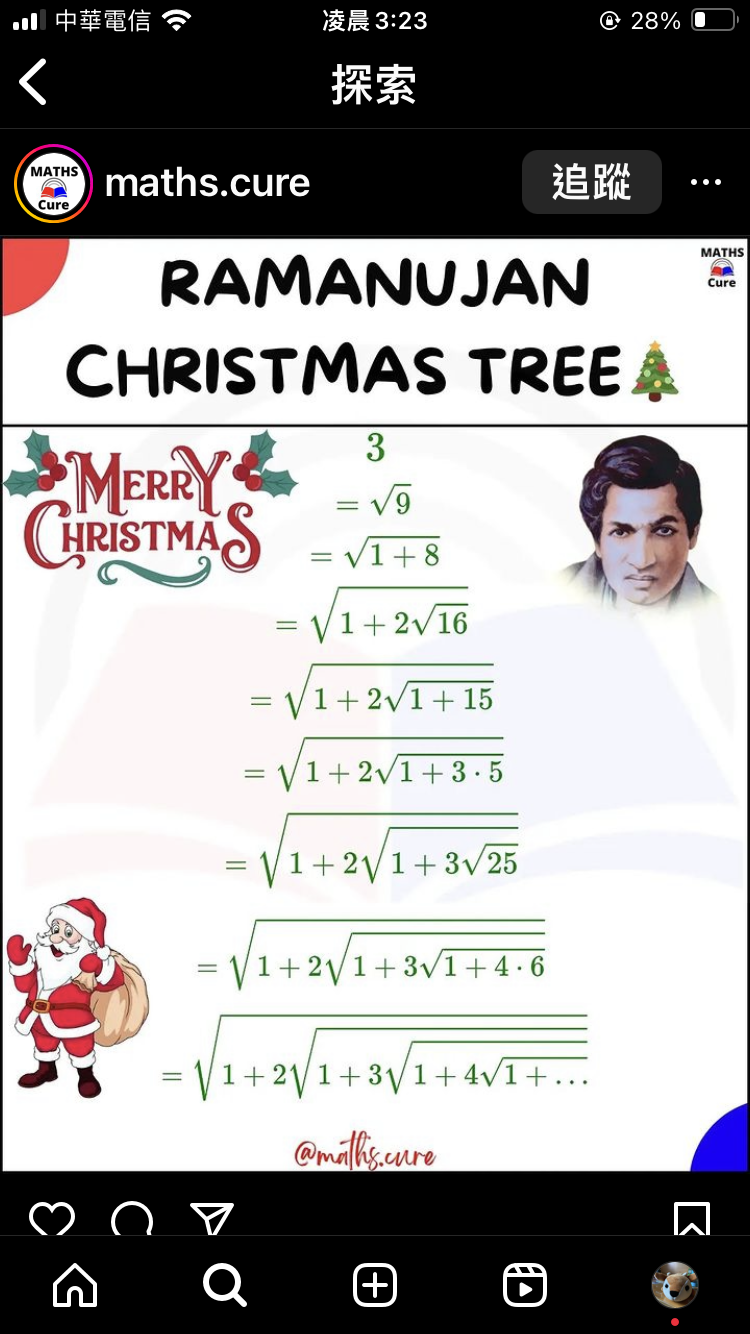 中華電信 凌晨3:23 28%
探索
MATHS
Cure
maths.cure 追蹤
MATHS
Cure
RAMANUJAN
CHRISTMAS TREE
MERRY
CHRISTMAS
3
= √9
= √(1 + 8)
= √(1 + 2√16)
= √(1 + 2√(1 + 15))
= √(1 + 2√(1 + 3 · 5))
= √(1 + 2√(1 + 3√25))
= √(1 + 2√(1 + 3√(1 + 4 · 6)))
= √(1 + 2√(1 + 3√(1 + 4√(1 + ...
@maths.cure